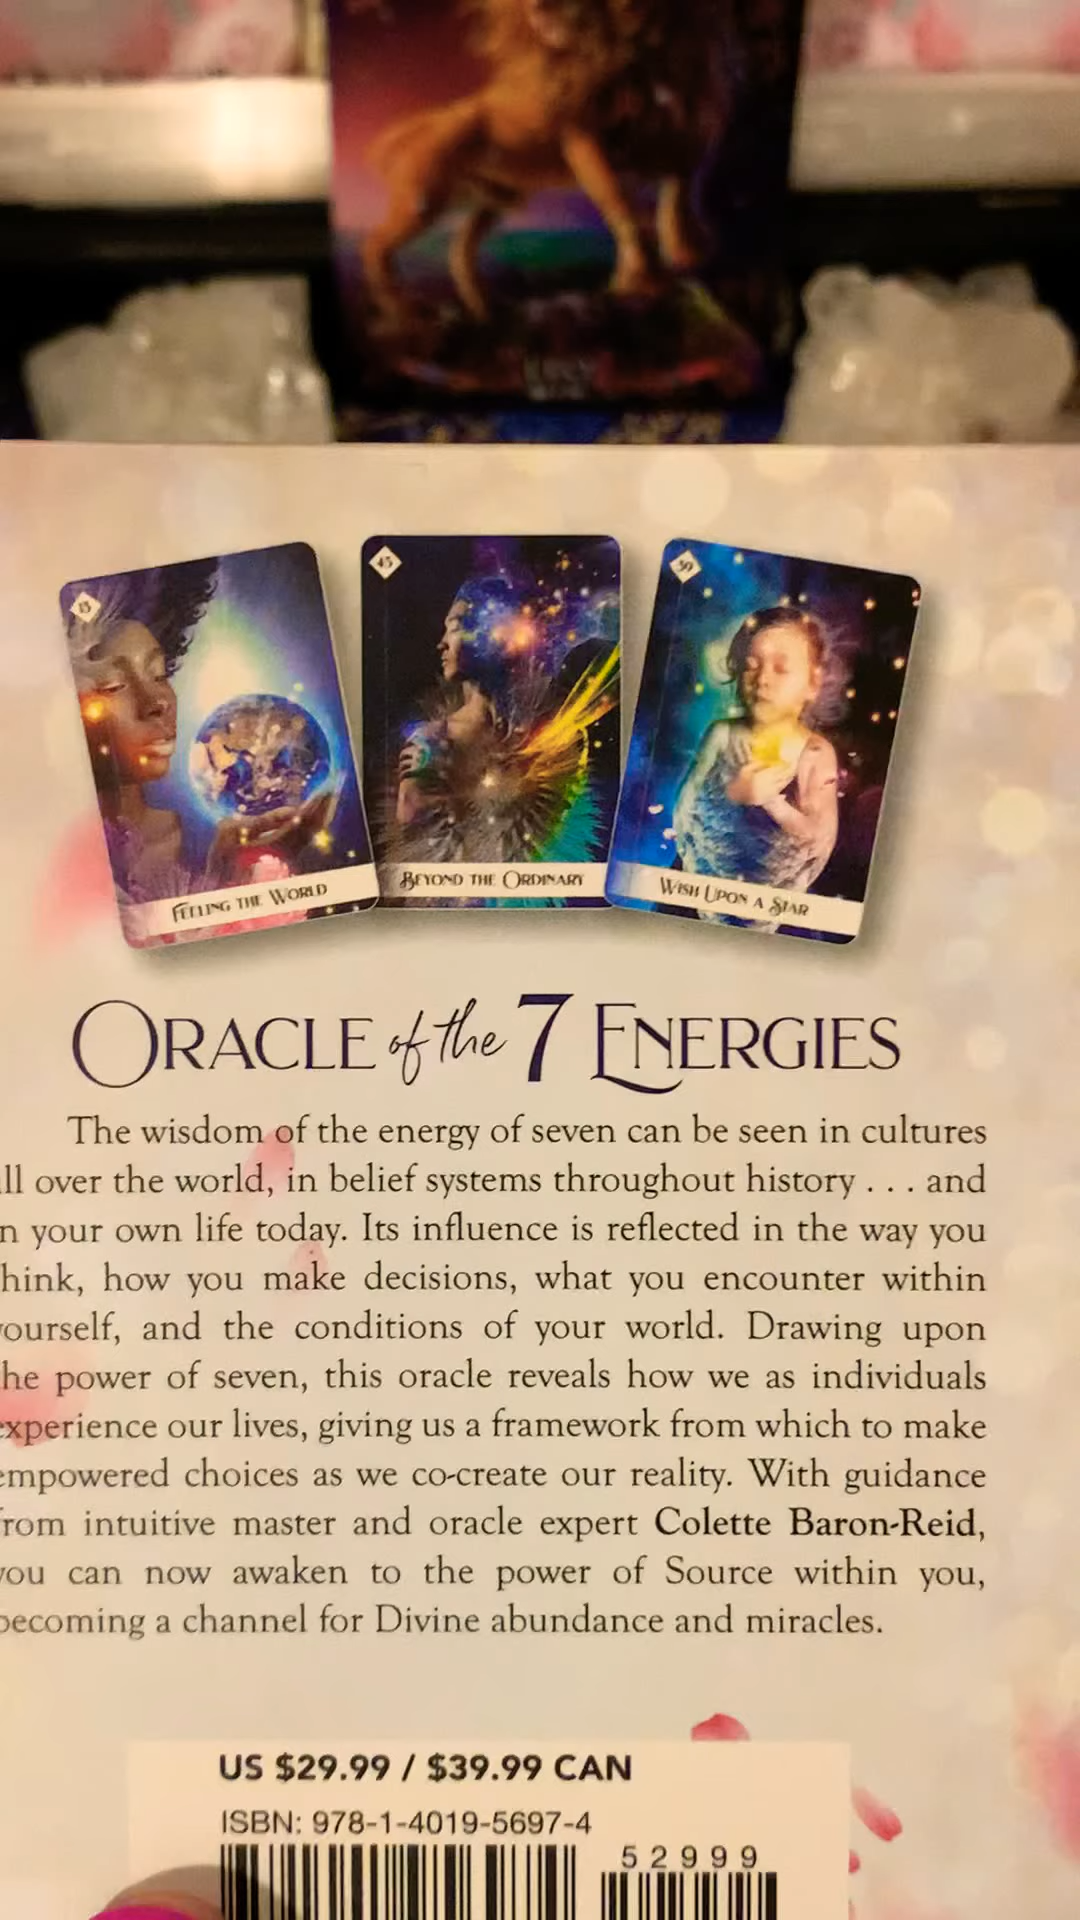 15
45
39
Feeling the World
Beyond the Ordinary
Wish Upon a Star
Oracle of the 7 Energies
The wisdom of the energy of seven can be seen in cultures
ll over the world, in belief systems throughout history . . . and
n your own life today. Its influence is reflected in the way you
hink, how you make decisions, what you encounter within
ourself, and the conditions of your world. Drawing upon
he power of seven, this oracle reveals how we as individuals
experience our lives, giving us a framework from which to make
empowered choices as we co-create our reality. With guidance
rom intuitive master and oracle expert Colette Baron-Reid,
you can now awaken to the power of Source within you,
becoming a channel for Divine abundance and miracles.
US $29.99 / $39.99 CAN
ISBN: 978-1-4019-5697-4
52999